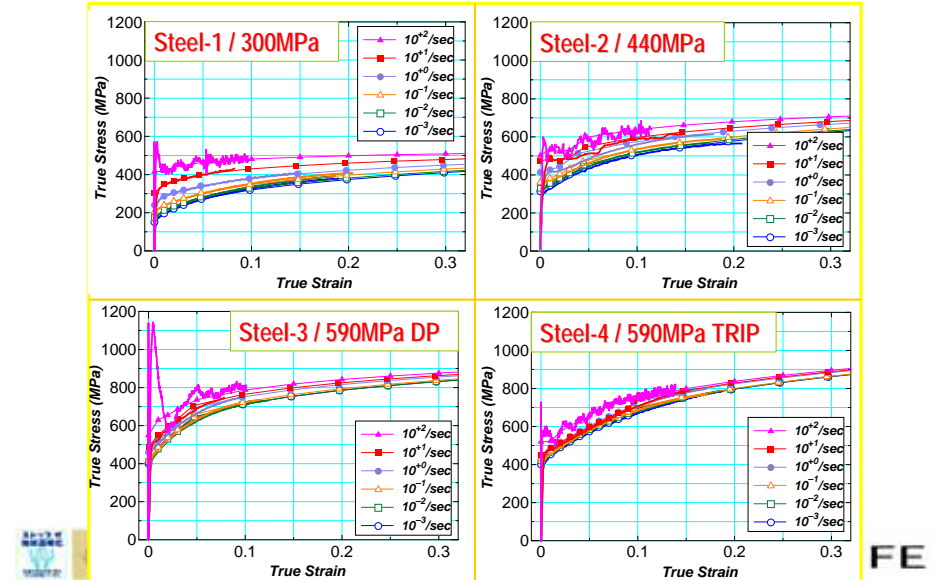 Steel-1 / 300MPa
1200
1000
800
600
400
200
0
True Stress (MPa)
10+2/sec
10+1/sec
10+0/sec
10−1/sec
10−2/sec
10−3/sec
0
0.1
0.2
0.3
True Strain
Steel-2 / 440MPa
1200
1000
800
600
400
200
0
True Stress (MPa)
10+2/sec
10+1/sec
10+0/sec
10−1/sec
10−2/sec
10−3/sec
0
0.1
0.2
0.3
True Strain
Steel-3 / 590MPa DP
1200
1000
800
600
400
200
0
True Stress (MPa)
10+2/sec
10+1/sec
10+0/sec
10−1/sec
10−2/sec
10−3/sec
0
0.1
0.2
0.3
True Strain
Steel-4 / 590MPa TRIP
1200
1000
800
600
400
200
0
True Stress (MPa)
10+2/sec
10+1/sec
10+0/sec
10−1/sec
10−2/sec
10−3/sec
0
0.1
0.2
0.3
True Strain
FE